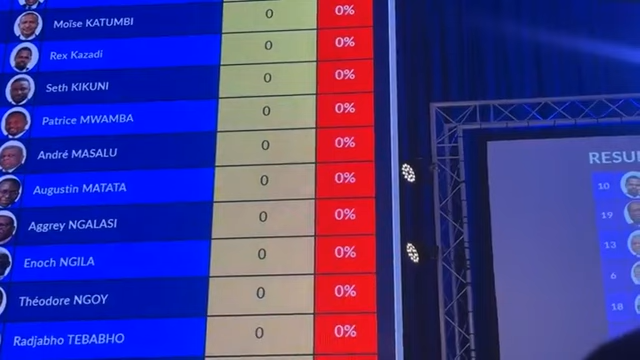 Moïse KATUMBI 0 0%
Rex Kazadi 0 0%
Seth KIKUNI 0 0%
Patrice MWAMBA 0 0%
André MASALU 0 0%
Augustin MATATA 0 0%
Aggrey NGALASI 0 0%
Enoch NGILA 0 0%
Théodore NGOY 0 0%
Radjabho TEBABHO 0 0%
RESU
10
19
13
6
18